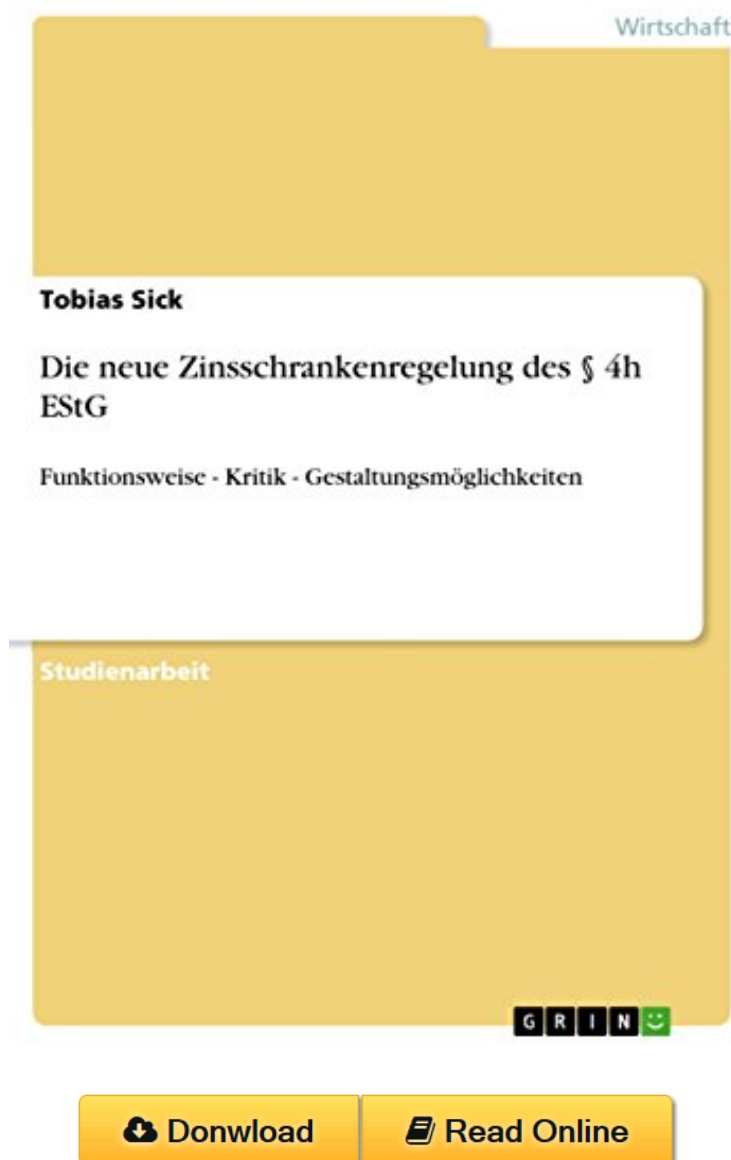 Wirtschaft
Tobias Sick
Die neue Zinsschrankenregelung des § 4h
EStG
Funktionsweise - Kritik - Gestaltungsmöglichkeiten
Studienarbeit
GRIN
Donwload
Read Online